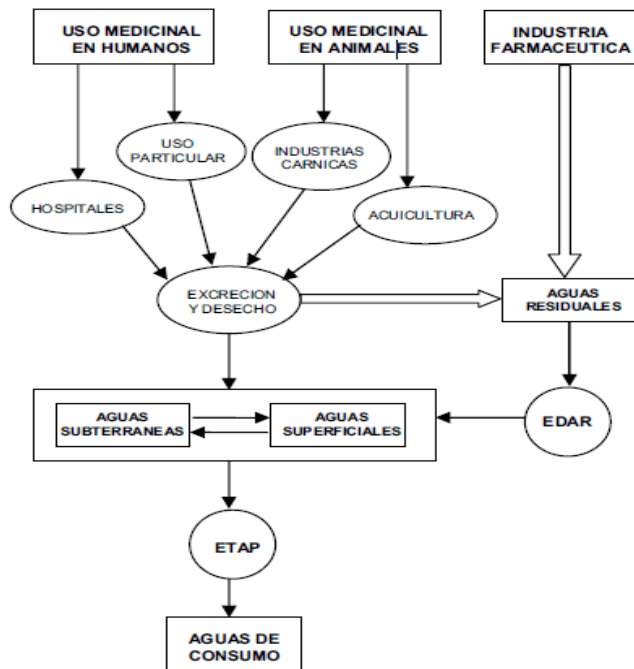 USO MEDICINAL
EN HUMANOS
USO MEDICINAL
EN ANIMALES
INDUSTRIA
FARMACEUTICA
USO
PARTICULAR
INDUSTRIAS
CARNICAS
HOSPITALES
ACUICULTURA
EXCRECION
Y DESECHO
AGUAS
RESIDUALES
AGUAS
SUBTERRANEAS
AGUAS
SUPERFICIALES
EDAR
ETAP
AGUAS DE
CONSUMO